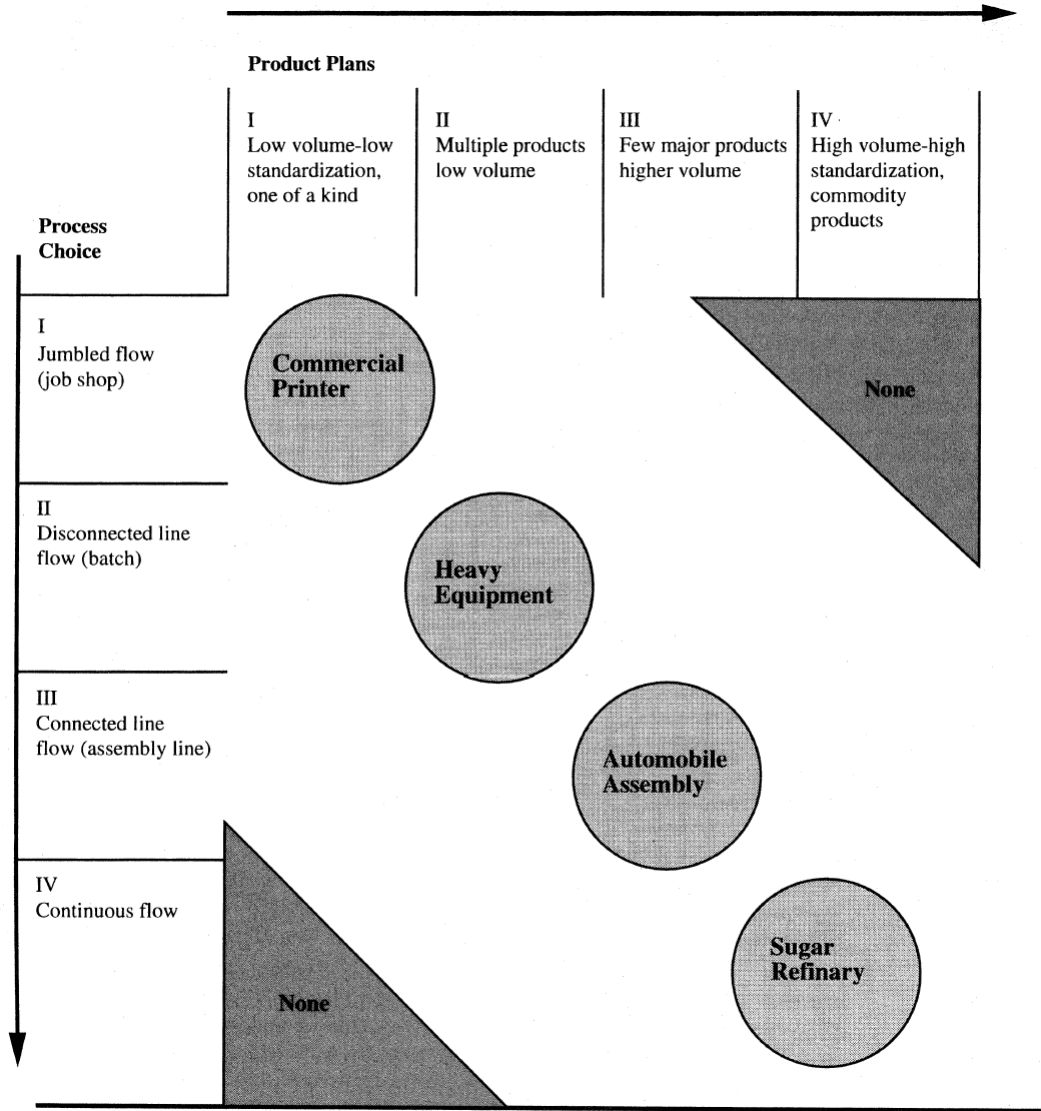 Product Plans
I
Low volume-low
standardization,
one of a kind
II
Multiple products
low volume
III
Few major products
higher volume
IV
High volume-high
standardization,
commodity
products
Process
Choice
I
Jumbled flow
(job shop)
Commercial
Printer
None
II
Disconnected line
flow (batch)
Heavy
Equipment
III
Connected line
flow (assembly line)
Automobile
Assembly
IV
Continuous flow
None
Sugar
Refinary